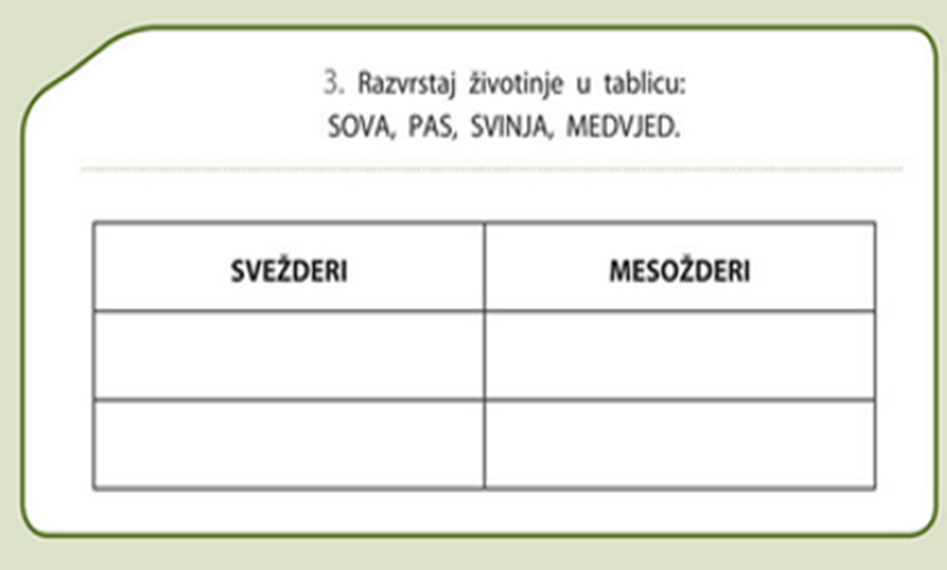 3. Razvrstaj životinje u tablicu:
SOVA, PAS, SVINJA, MEDVJED.
SVEŽDERI
MESOŽDERI